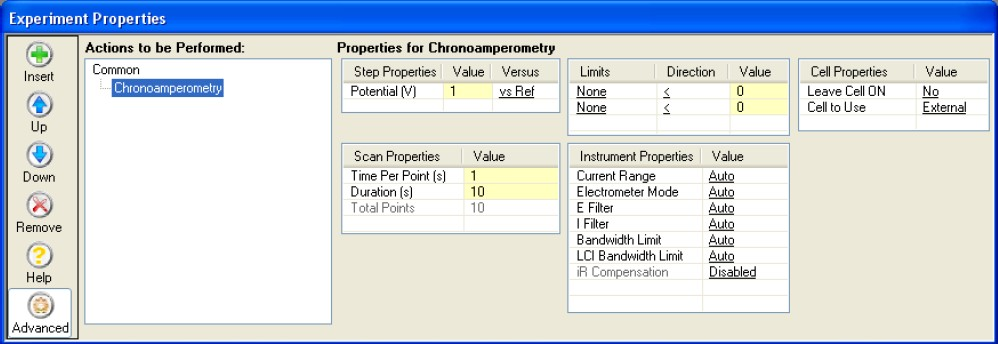 Experiment Properties
Insert
Up
Down
Remove
Help
Advanced
Actions to be Performed:
Common
Chronoamperometry
Properties for Chronoamperometry
Step Properties Value Versus
Potential (V) 1 vs Ref
Limits Direction Value
None < 0
None < 0
Cell Properties Value
Leave Cell ON No
Cell to Use External
Scan Properties Value
Time Per Point (s) 1
Duration (s) 10
Total Points 10
Instrument Properties Value
Current Range Auto
Electrometer Mode Auto
E Filter Auto
I Filter Auto
Bandwidth Limit Auto
LCI Bandwidth Limit Auto
iR Compensation Disabled